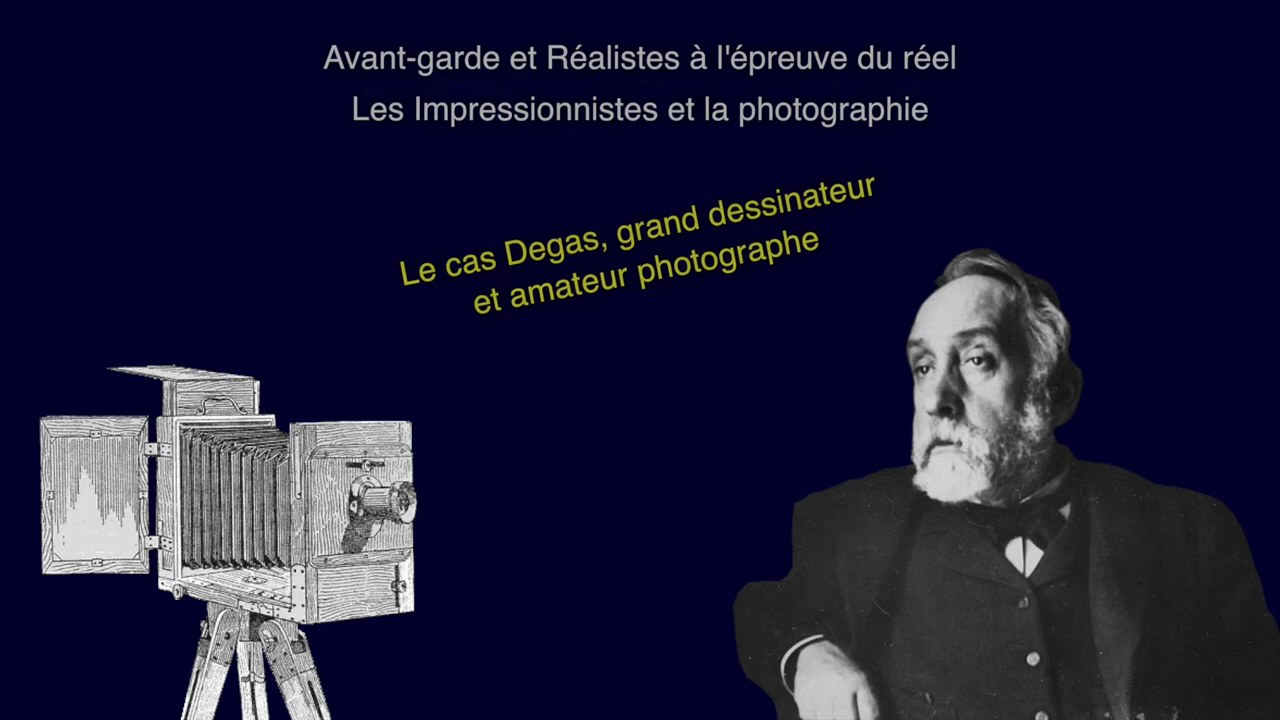 Avant-garde et Réalistes à l'épreuve du réel
Les Impressionnistes et la photographie
Le cas Degas, grand dessinateur
et amateur photographe